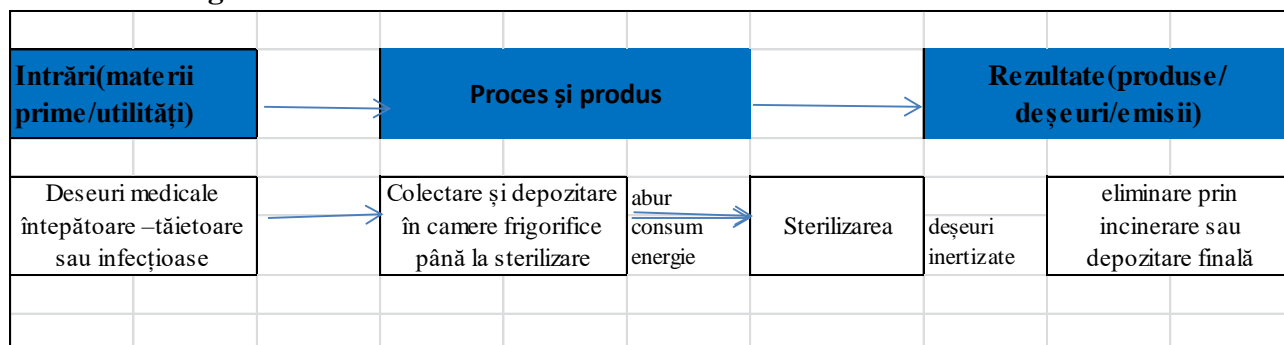 Intrări(materii
prime/utilități)
Proces și produs
Rezultate(produse/
deșeuri/emisii)
Deseuri medicale
întepătoare –tăietoare
sau infecțioase
Colectare și depozitare
în camere frigorifice
până la sterilizare
abur
consum
energie
Sterilizarea
deșeuri
inertizate
eliminare prin
incinerare sau
depozitare finală